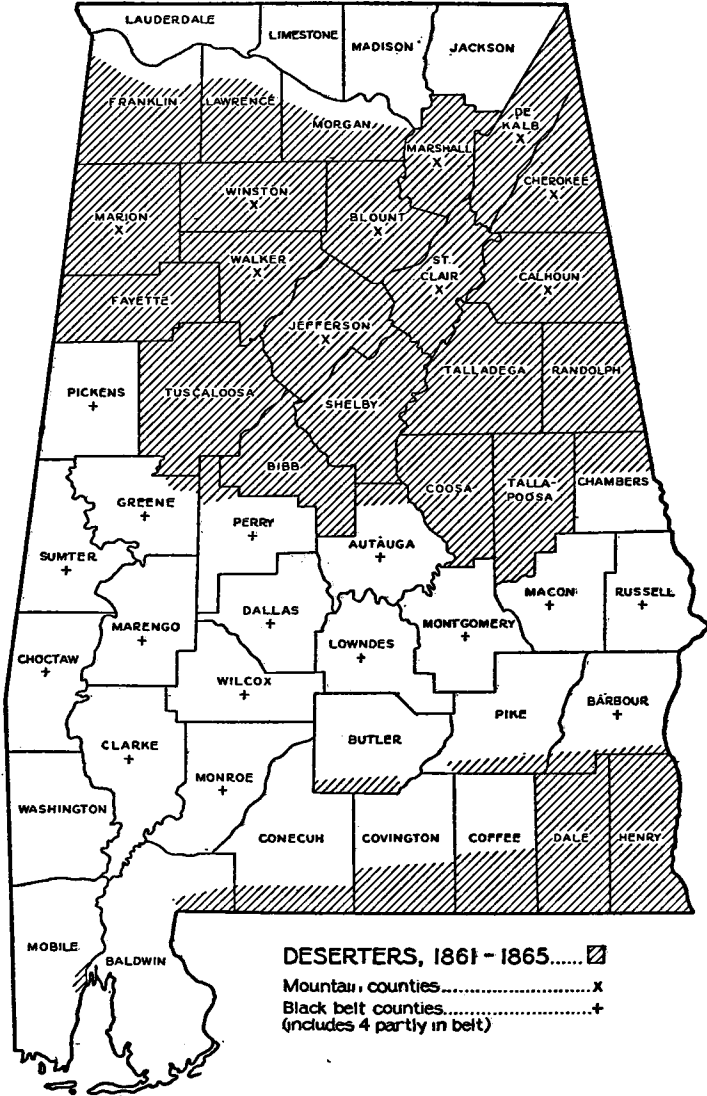 LAUDERDALE
LIMESTONE
MADISON
JACKSON
FRANKLIN
LAWRENCE
MORGAN
MARSHALL
X
DE
KALB
X
CHEROKEE
X
MARION
X
WINSTON
X
BLOUNT
X
WALKER
X
ST.
CLAIR
X
CALHOUN
X
FAYETTE
JEFFERSON
X
PICKENS
+
TUSCALOOSA
SHELBY
TALLADEGA
RANDOLPH
BIBB
COOSA
TALLA-
POOSA
CHAMBERS
GREENE
+
PERRY
+
AUTAUGA
+
SUMTER
+
MARENGO
+
DALLAS
+
LOWNDES
+
MONTGOMERY
+
MACON
+
RUSSELL
+
CHOCTAW
+
WILCOX
+
CLARKE
+
BUTLER
PIKE
BARBOUR
+
MONROE
+
WASHINGTON
CONECUH
COVINGTON
COFFEE
DALE
HENRY
MOBILE
BALDWIN
DESERTERS, 1861-1865......
Mountain counties..........................x
Black belt counties..........................+
(includes 4 partly in belt)